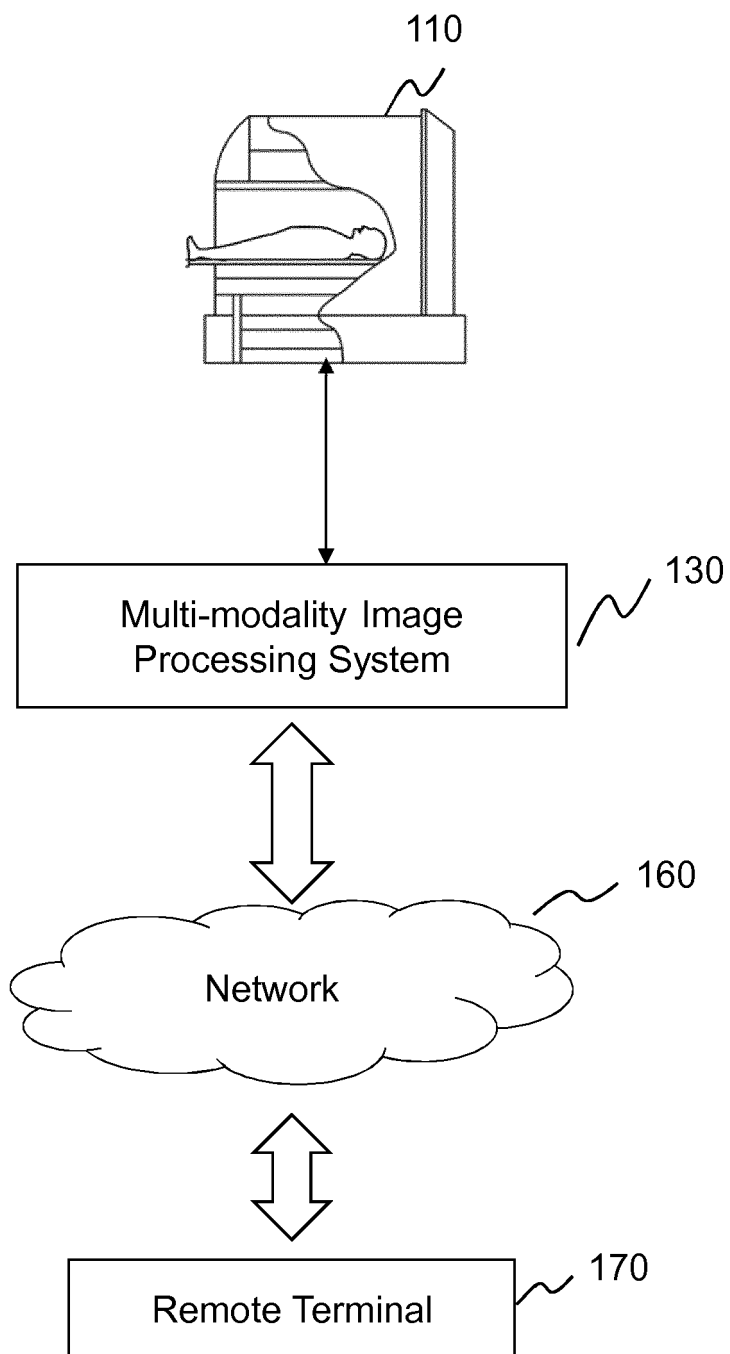 110
Multi-modality Image
Processing System
130
160
Network
170
Remote Terminal